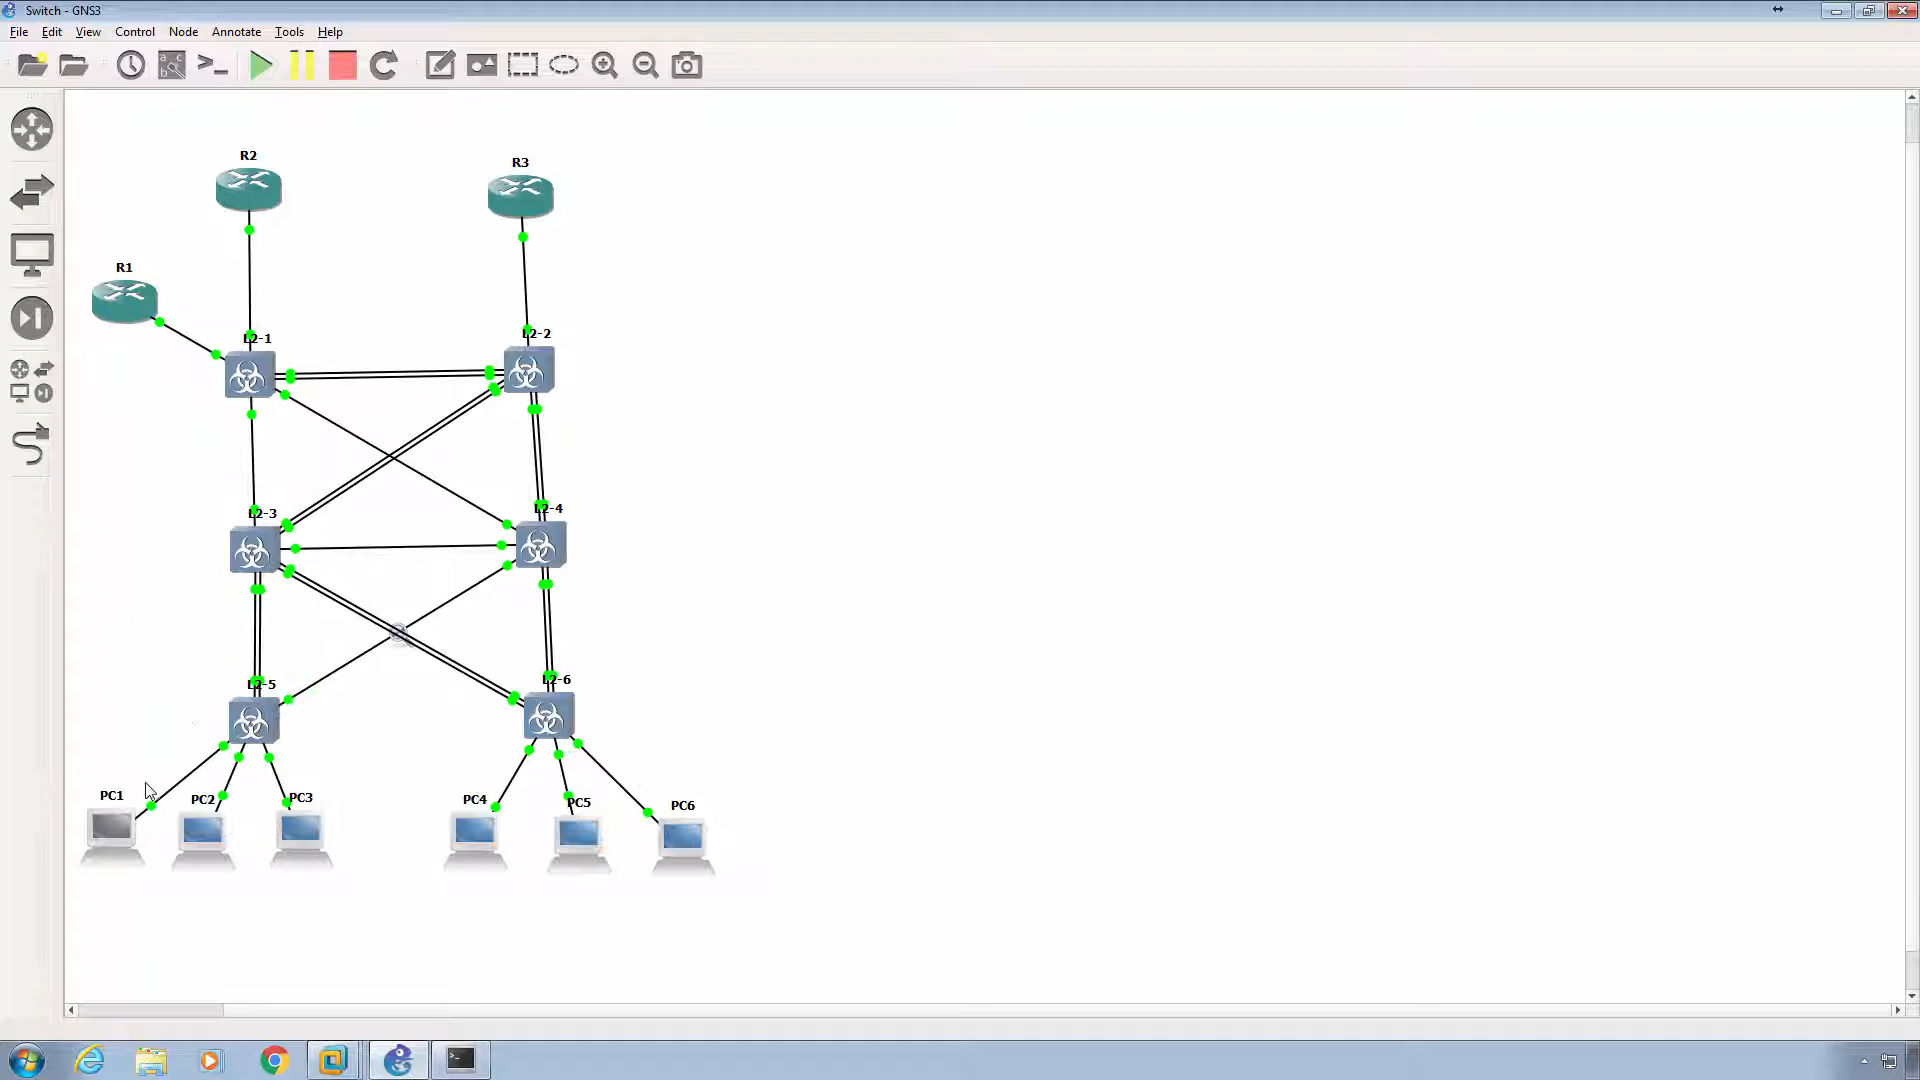 Switch - GNS3
File Edit View Control Node Annotate Tools Help
R2
R3
R1
L2-2
L2-1
L2-4
L2-3
L2-6
L2-5
PC1
PC2
PC3
PC4
PC5
PC6